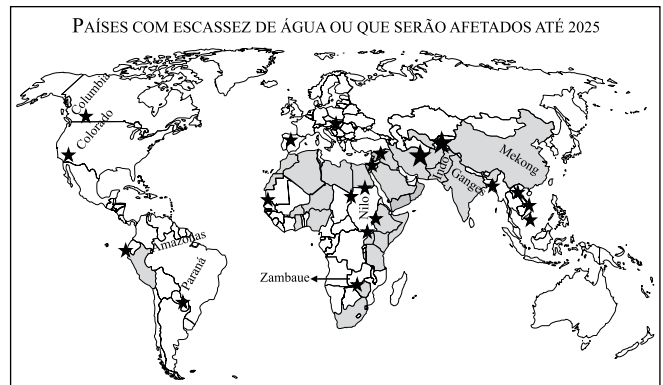 PAÍSES COM ESCASSEZ DE ÁGUA OU QUE SERÃO AFETADOS ATÉ 2025
Columbia
Colorado
Mekong
Indo
Ganges
Nilo
Amazonas
Paraná
Zambaue